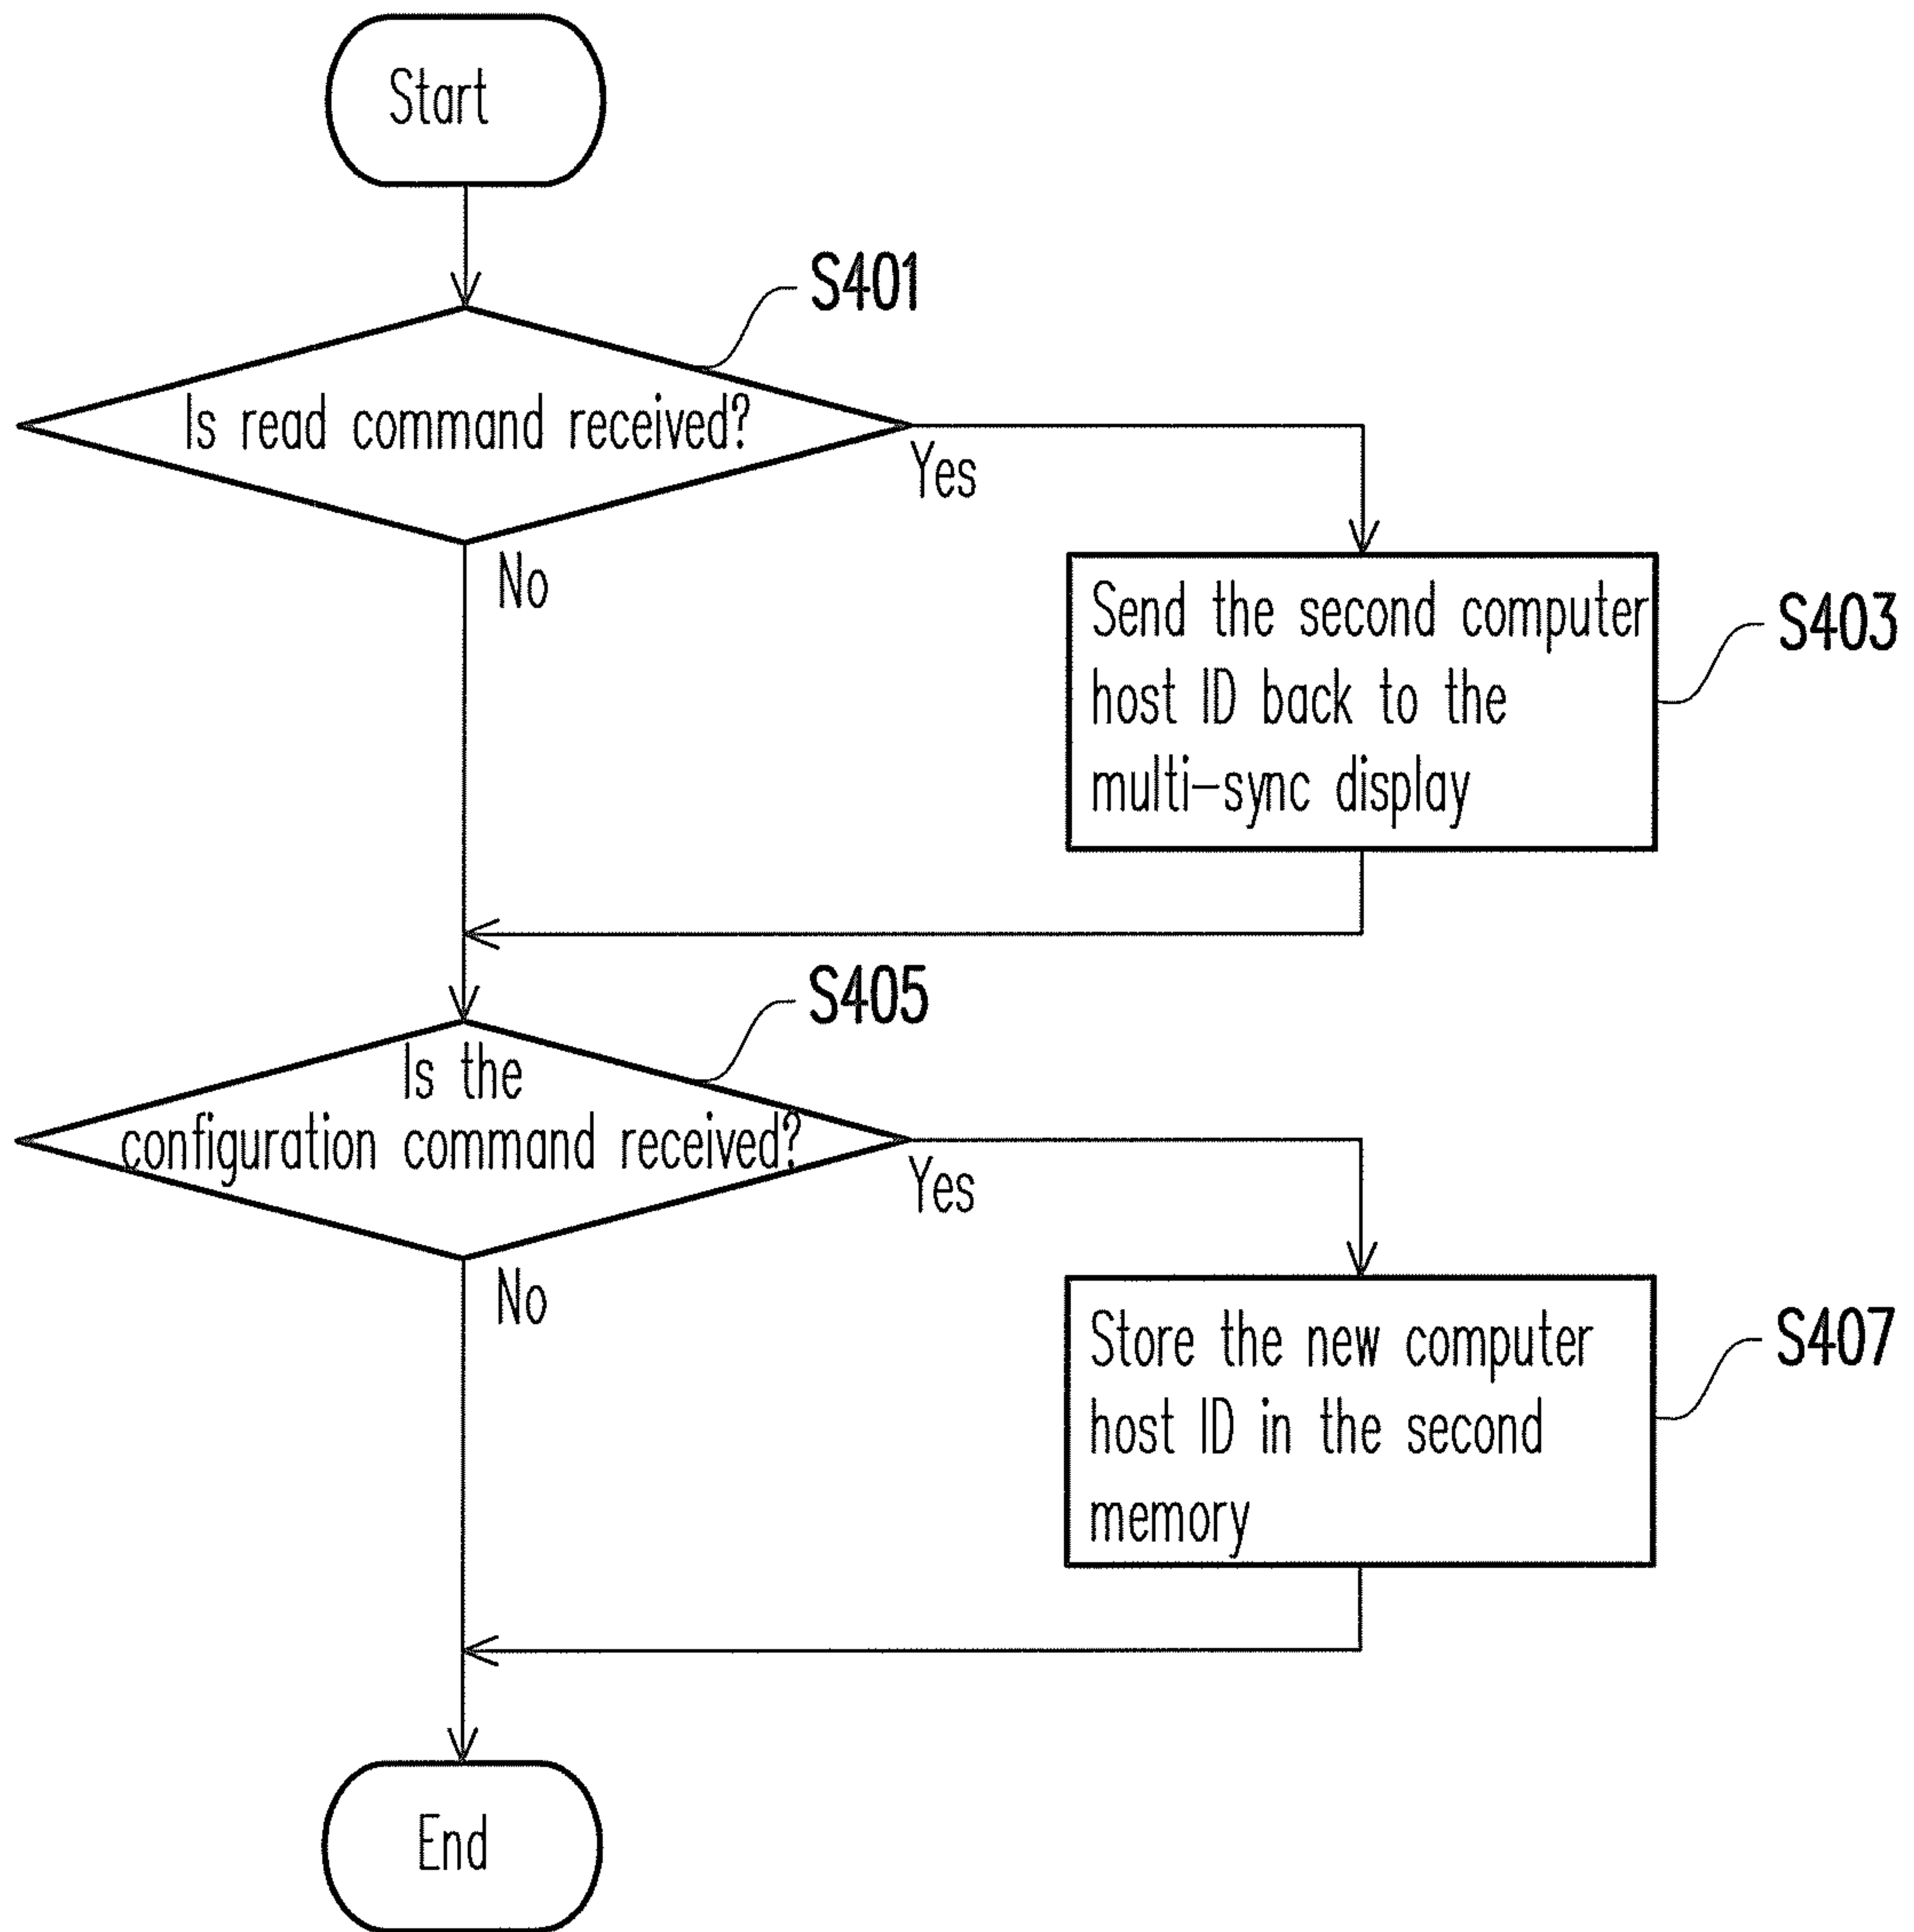 Start
S401
Is read command received?
Yes
No
Send the second computer
host ID back to the
multi-sync display
S403
S405
Is the
configuration command received?
Yes
No
Store the new computer
host ID in the second
memory
S407
End